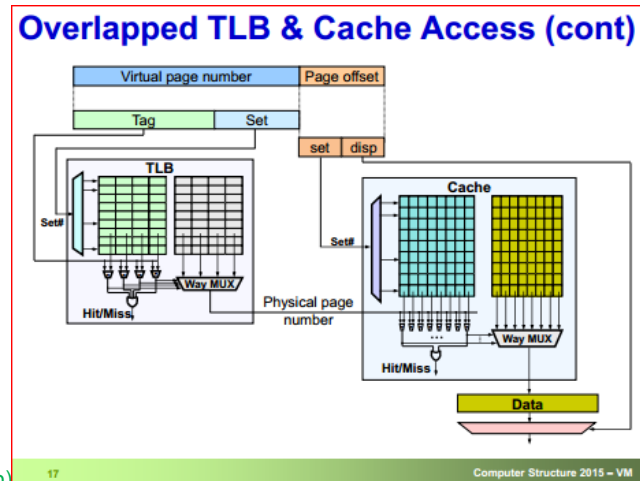 Overlapped TLB & Cache Access (cont)
Virtual page number Page offset
Tag Set
set disp
TLB
Cache
Set#
Set#
Way MUX
Hit/Miss
Physical page
number
Way MUX
Hit/Miss
Data
17 Computer Structure 2015 – VM